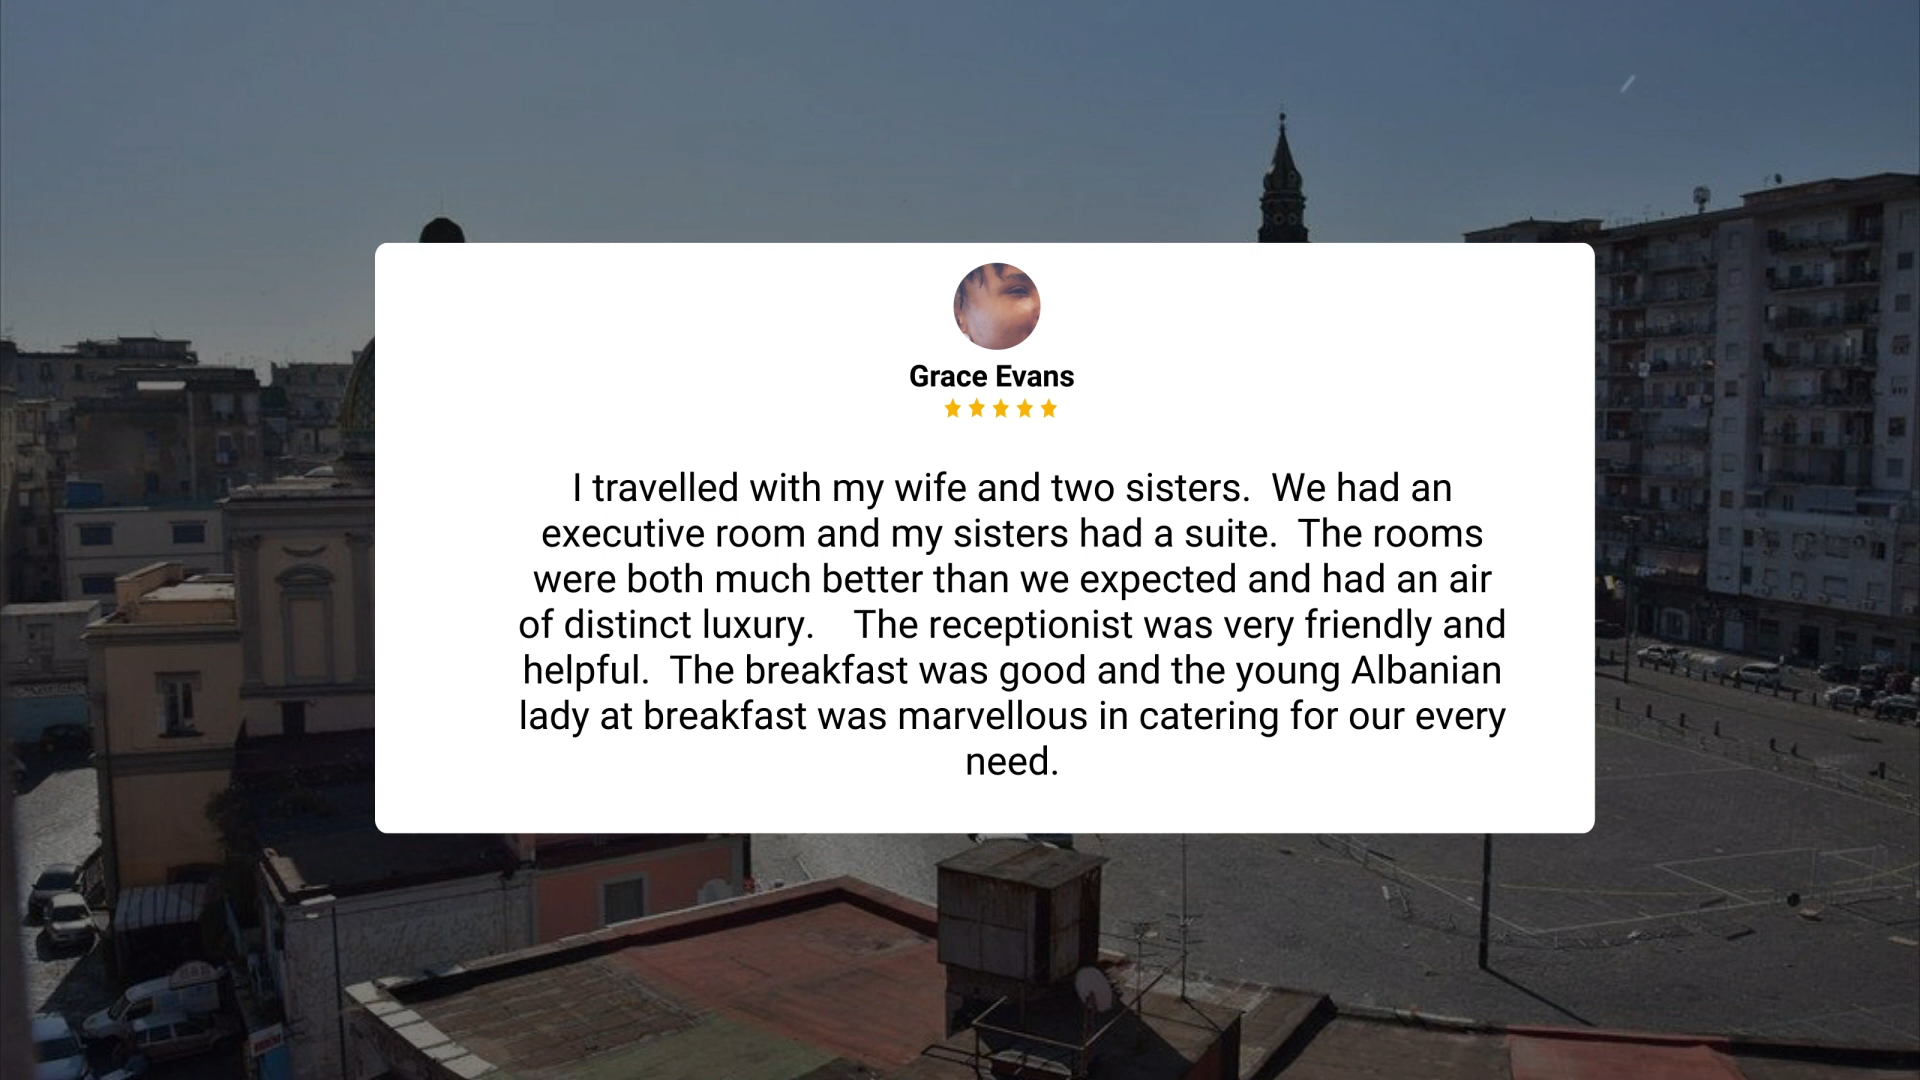 Grace Evans
I travelled with my wife and two sisters.  We had an
executive room and my sisters had a suite.  The rooms
were both much better than we expected and had an air
of distinct luxury.    The receptionist was very friendly and
helpful.  The breakfast was good and the young Albanian
lady at breakfast was marvellous in catering for our every
need.